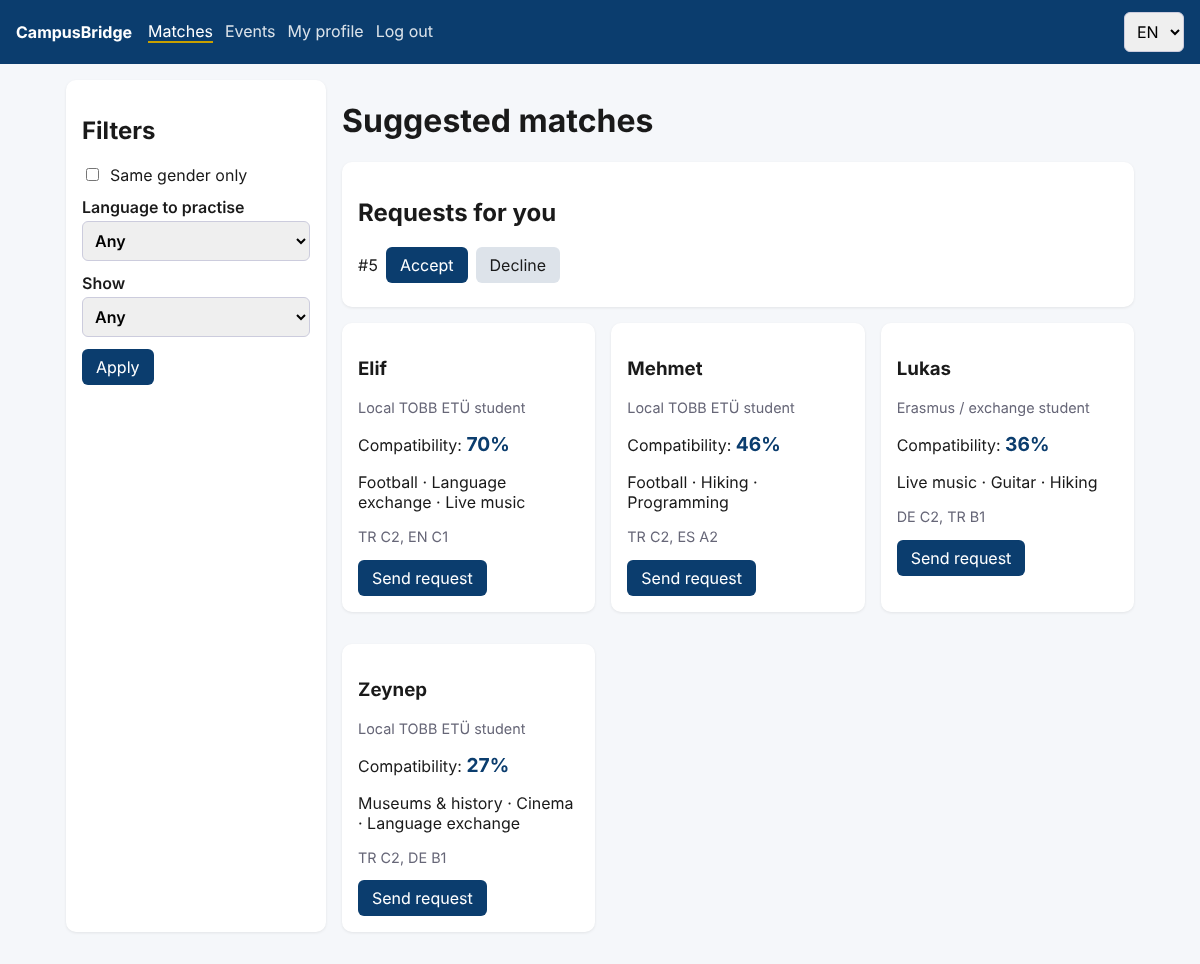 CampusBridge Matches Events My profile Log out EN
Filters
Same gender only
Language to practise
Any
Show
Any
Apply
Suggested matches
Requests for you
#5 Accept Decline
Elif
Local TOBB ETÜ student
Compatibility: 70%
Football · Language
exchange · Live music
TR C2, EN C1
Send request
Mehmet
Local TOBB ETÜ student
Compatibility: 46%
Football · Hiking ·
Programming
TR C2, ES A2
Send request
Lukas
Erasmus / exchange student
Compatibility: 36%
Live music · Guitar · Hiking
DE C2, TR B1
Send request
Zeynep
Local TOBB ETÜ student
Compatibility: 27%
Museums & history · Cinema
· Language exchange
TR C2, DE B1
Send request